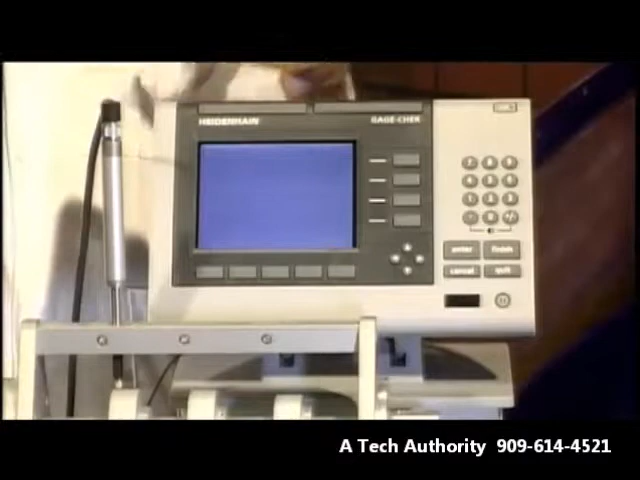 HEIDENHAIN
GAGE-CHEK
enter
finish
cancel
quit
A Tech Authority 909-614-4521